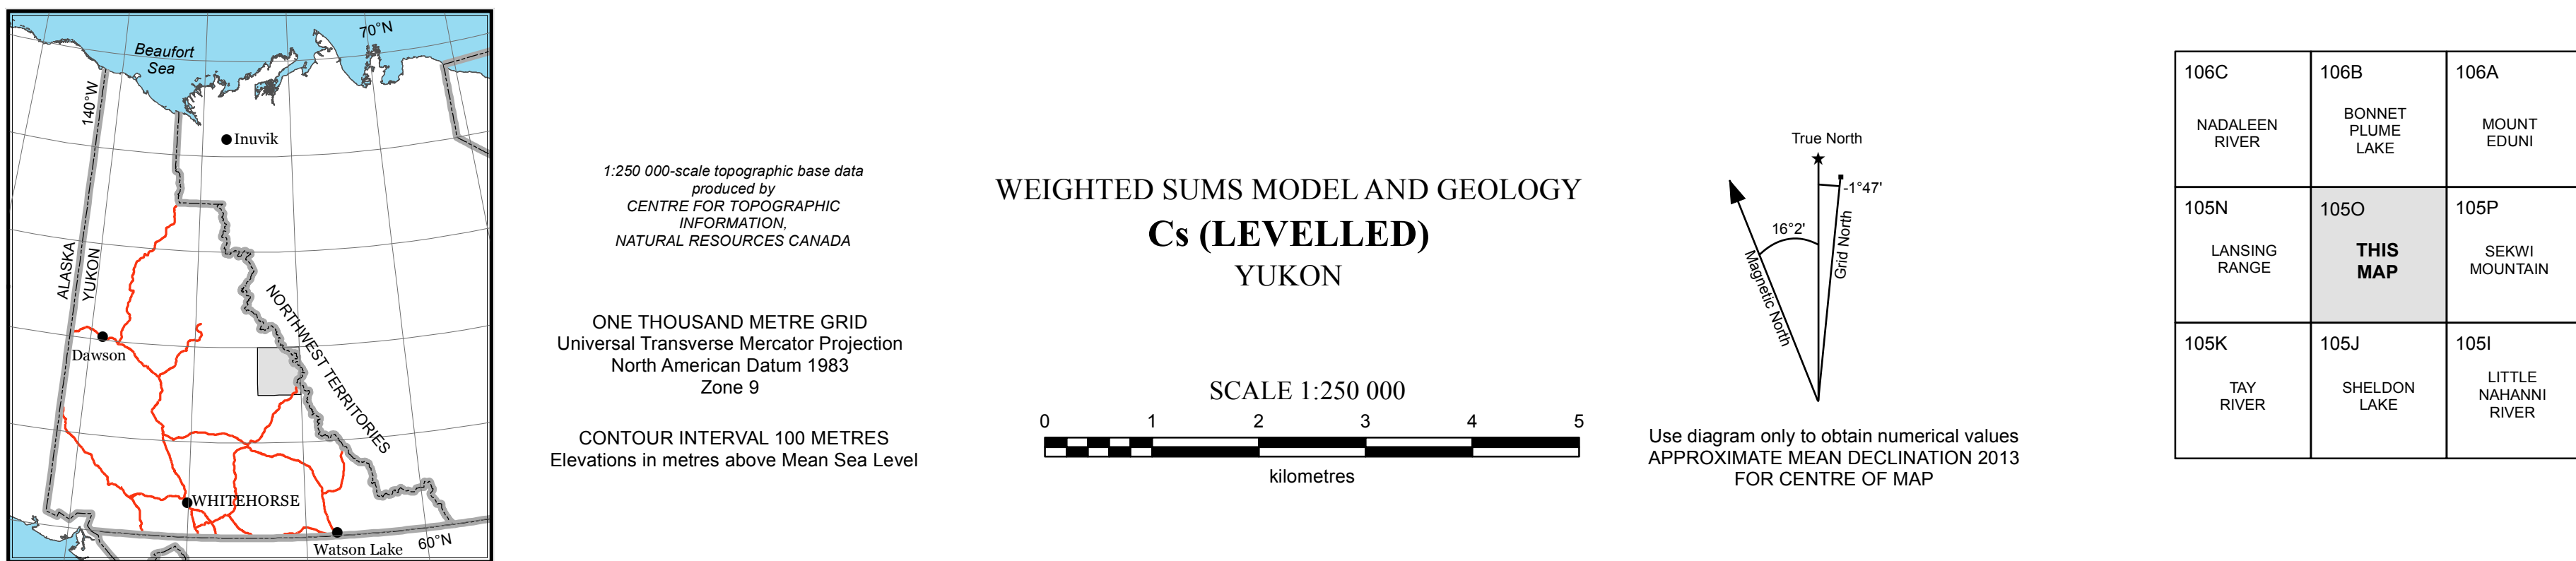 70°N
Beaufort
Sea
140°W
Inuvik
ALASKA
YUKON
NORTHWEST TERRITORIES
Dawson
WHITEHORSE
Watson Lake
60°N
1:250 000-scale topographic base data
produced by
CENTRE FOR TOPOGRAPHIC
INFORMATION,
NATURAL RESOURCES CANADA
ONE THOUSAND METRE GRID
Universal Transverse Mercator Projection
North American Datum 1983
Zone 9
CONTOUR INTERVAL 100 METRES
Elevations in metres above Mean Sea Level
WEIGHTED SUMS MODEL AND GEOLOGY
Cs (LEVELLED)
YUKON
SCALE 1:250 000
0 1 2 3 4 5
kilometres
True North
-1°47'
16°2'
Grid North
Magnetic North
Use diagram only to obtain numerical values
APPROXIMATE MEAN DECLINATION 2013
FOR CENTRE OF MAP
106C
NADALEEN
RIVER
106B
BONNET
PLUME
LAKE
106A
MOUNT
EDUNI
105N
LANSING
RANGE
105O
THIS
MAP
105P
SEKWI
MOUNTAIN
105K
TAY
RIVER
105J
SHELDON
LAKE
105I
LITTLE
NAHANNI
RIVER